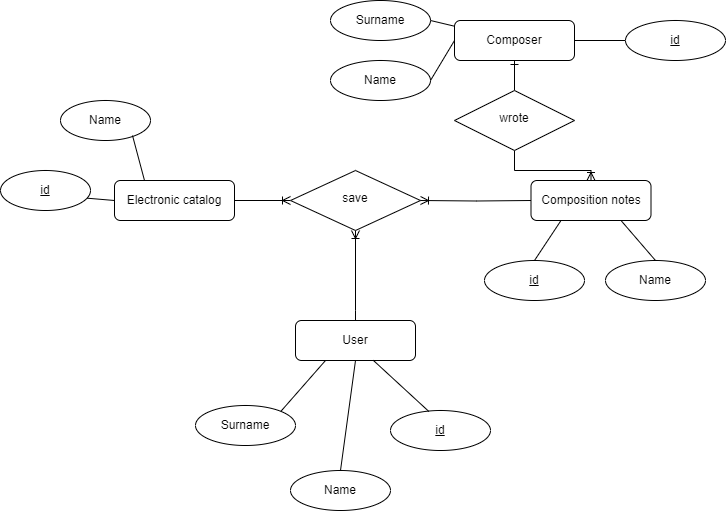 Surname
Composer
id
Name
Name
wrote
id
Electronic catalog
save
Composition notes
id
Name
User
Surname
id
Name